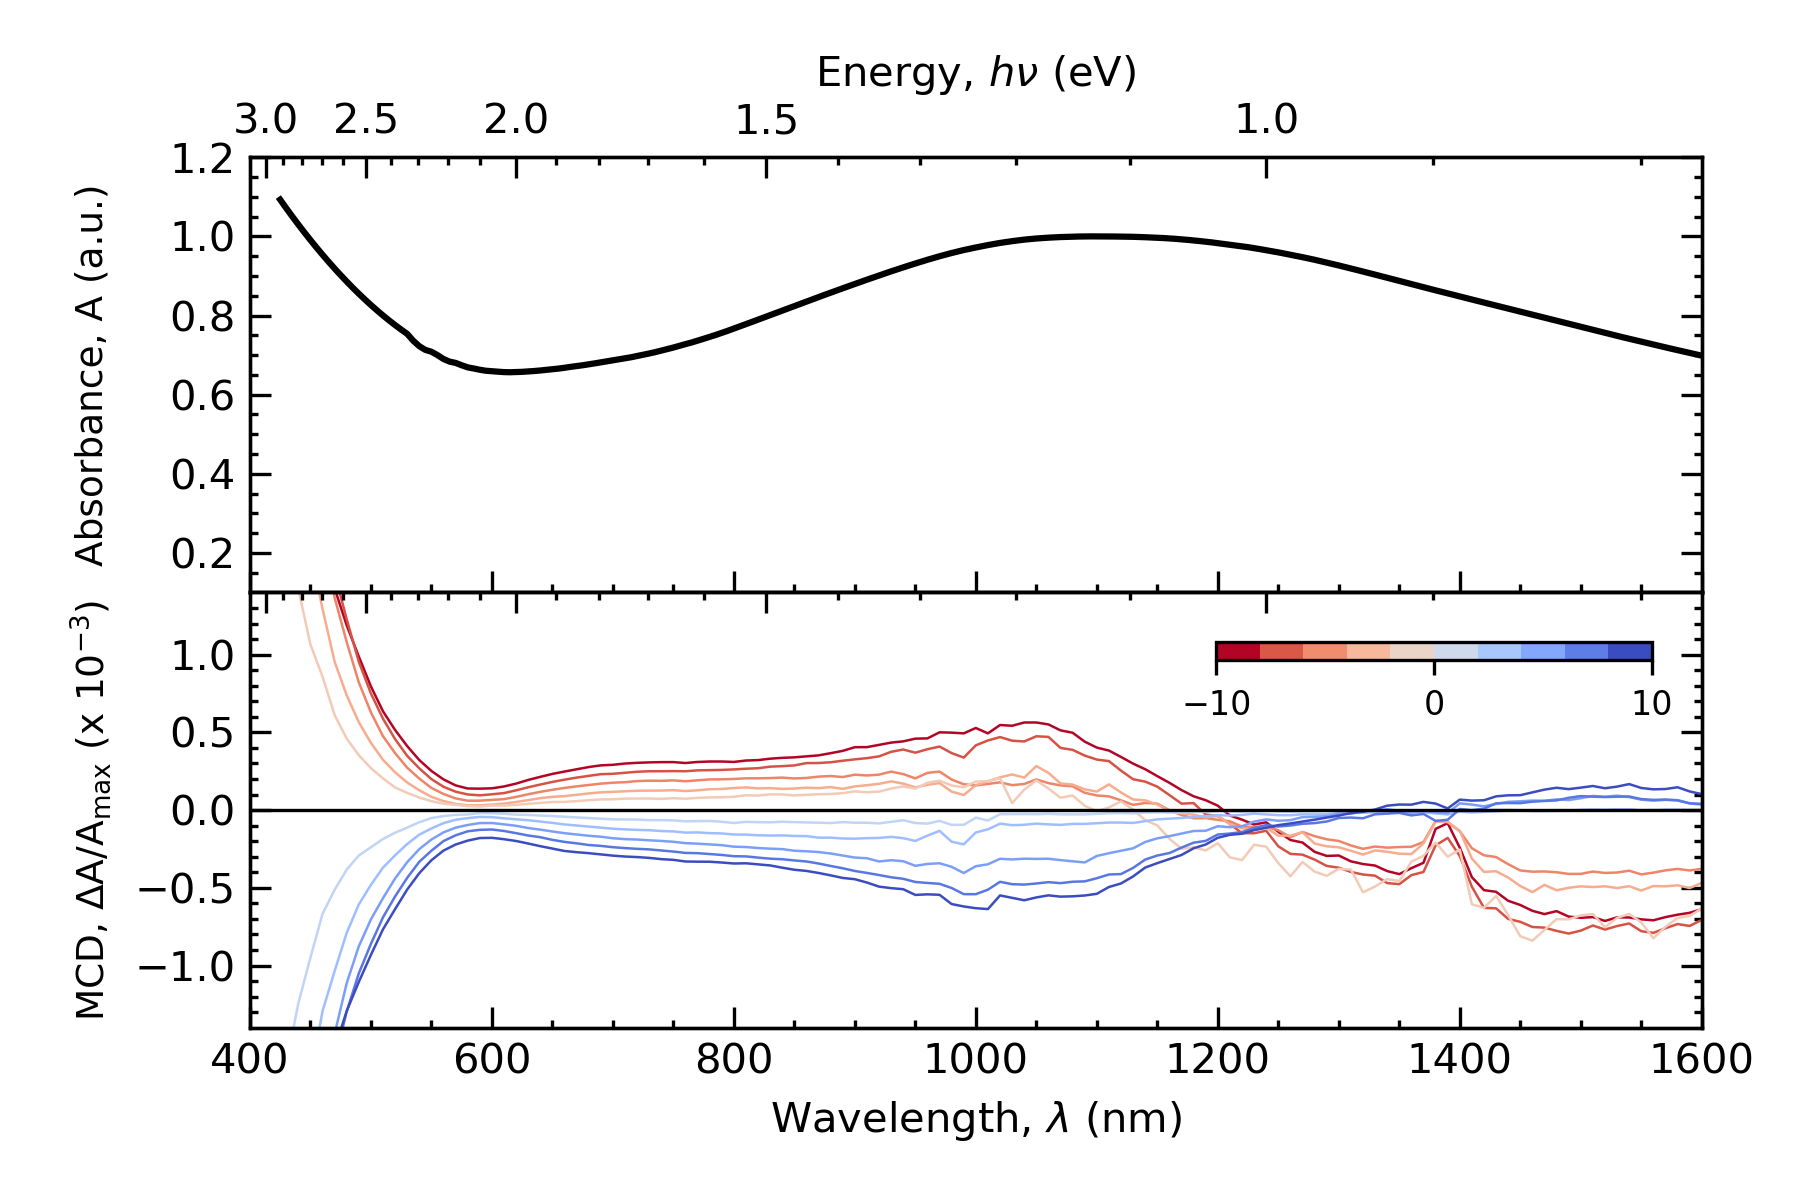 Energy, hν (eV)
3.0 2.5 2.0 1.5 1.0
Absorbance, A (a.u.)
1.2
1.0
0.8
0.6
0.4
0.2
MCD, ΔA/A_max (x 10⁻³)
1.0
0.5
0.0
−0.5
−1.0
−10 0 10
400 600 800 1000 1200 1400 1600
Wavelength, λ (nm)